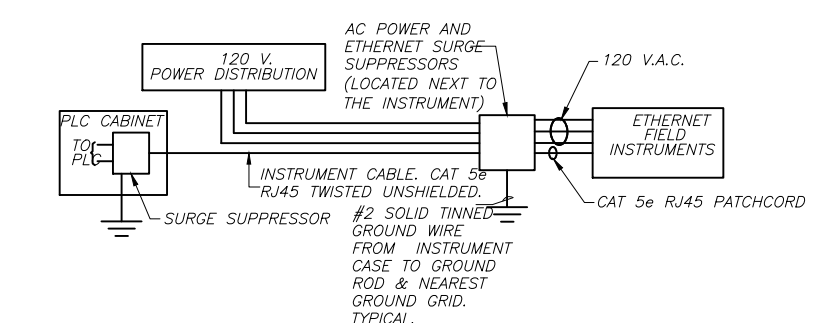 AC POWER AND
ETHERNET SURGE
SUPPRESSORS
(LOCATED NEXT TO
THE INSTRUMENT)
120 V.
POWER DISTRIBUTION
120 V.A.C.
PLC CABINET
TO
PLC
ETHERNET
FIELD
INSTRUMENTS
INSTRUMENT CABLE. CAT 5e
RJ45 TWISTED UNSHIELDED.
CAT 5e RJ45 PATCHCORD
SURGE SUPPRESSOR
#2 SOLID TINNED
GROUND WIRE
FROM INSTRUMENT
CASE TO GROUND
ROD & NEAREST
GROUND GRID.
TYPICAL.